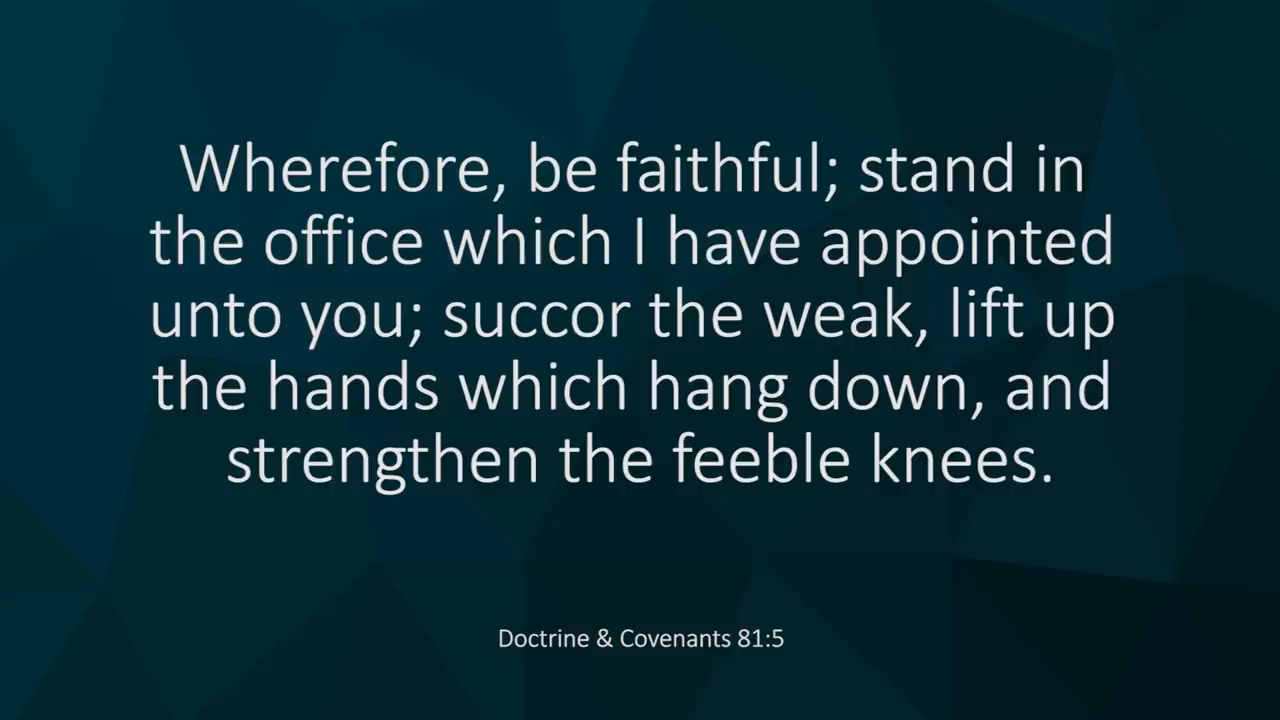 Wherefore, be faithful; stand in
the office which I have appointed
unto you; succor the weak, lift up
the hands which hang down, and
strengthen the feeble knees.
Doctrine & Covenants 81:5